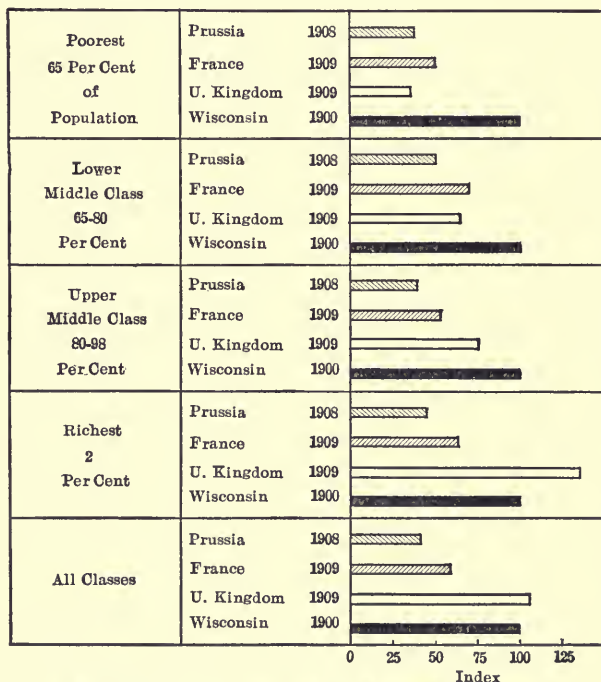 Poorest
65 Per Cent
of
Population
Prussia 1908
France 1909
U. Kingdom 1909
Wisconsin 1900
Lower
Middle Class
65-80
Per Cent
Prussia 1908
France 1909
U. Kingdom 1909
Wisconsin 1900
Upper
Middle Class
80-98
Per Cent
Prussia 1908
France 1909
U. Kingdom 1909
Wisconsin 1900
Richest
2
Per Cent
Prussia 1908
France 1909
U. Kingdom 1909
Wisconsin 1900
All Classes
Prussia 1908
France 1909
U. Kingdom 1909
Wisconsin 1900
0 25 50 75 100 125
Index